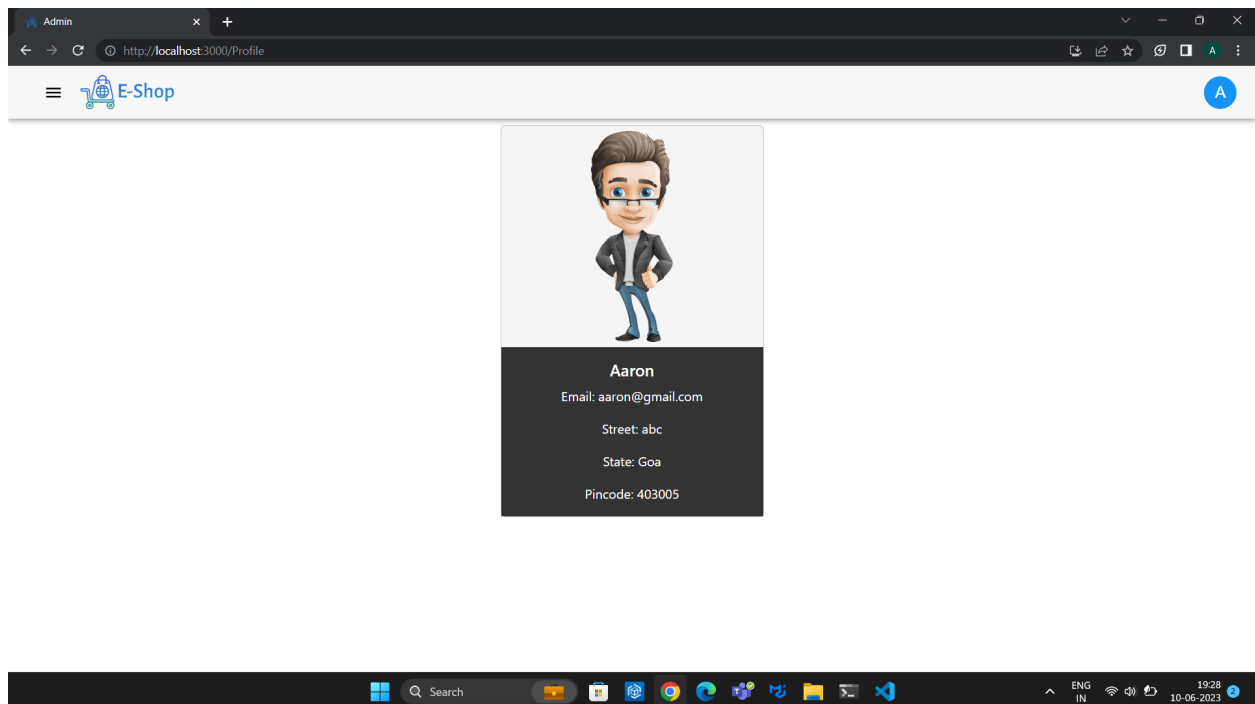 Admin
http://localhost:3000/Profile
A
E-Shop
A
Aaron
Email: aaron@gmail.com
Street: abc
State: Goa
Pincode: 403005
Search
ENG
IN
19:28
10-06-2023
2